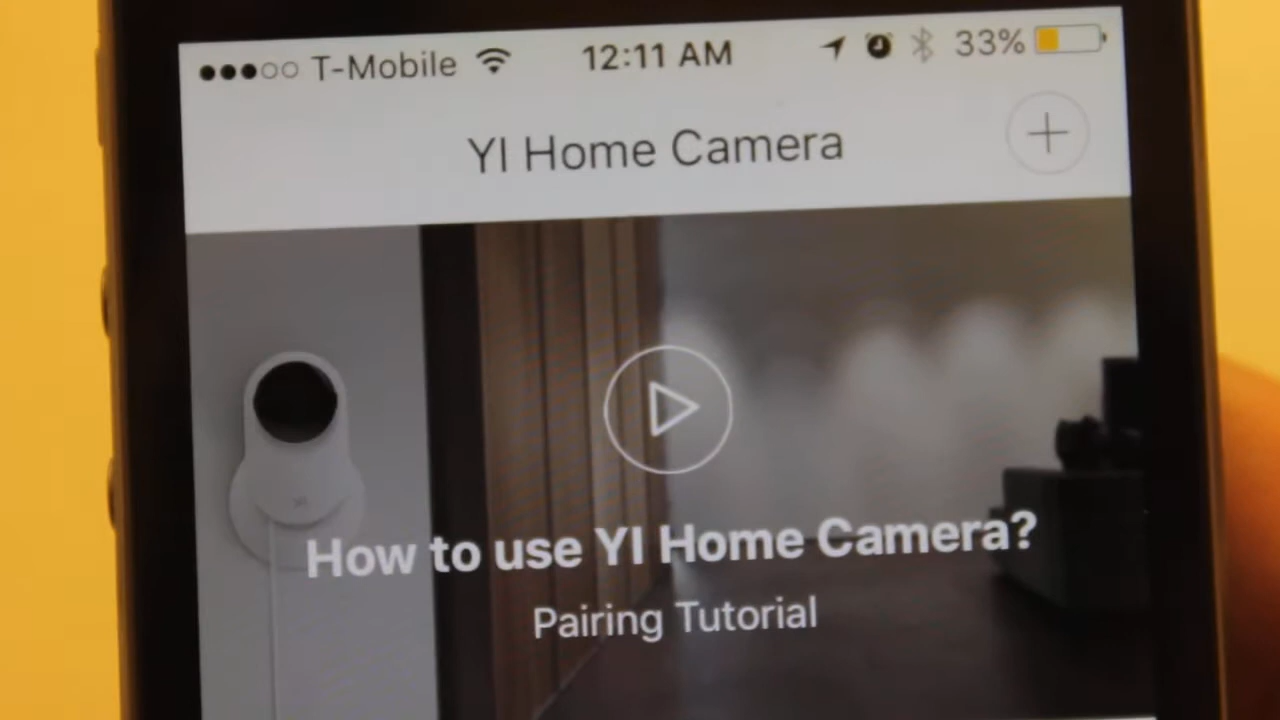 T-Mobile 12:11 AM 33%
YI Home Camera
How to use YI Home Camera?
Pairing Tutorial